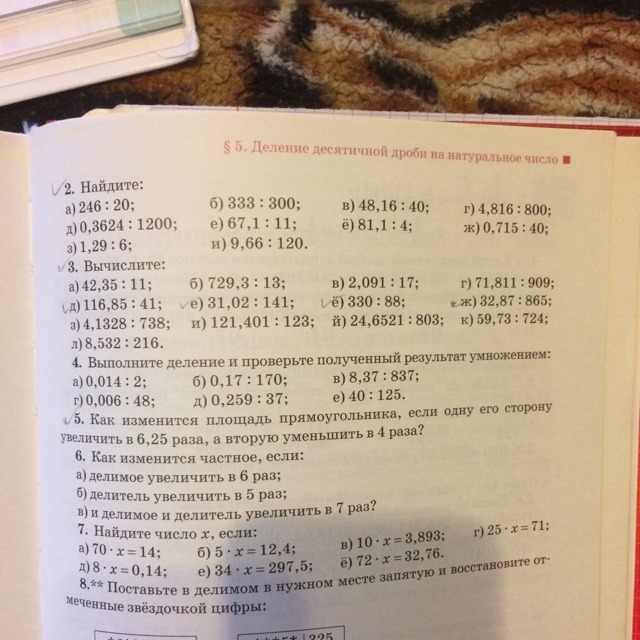 § 5. Деление десятичной дроби на натуральное число
2. Найдите:
а) 246 : 20; б) 333 : 300; в) 48,16 : 40; г) 4,816 : 800;
д) 0,3624 : 1200; е) 67,1 : 11; ё) 81,1 : 4; ж) 0,715 : 40;
з) 1,29 : 6; и) 9,66 : 120.
3. Вычислите:
а) 42,35 : 11; б) 729,3 : 13; в) 2,091 : 17; г) 71,811 : 909;
д) 116,85 : 41; е) 31,02 : 141; ё) 330 : 88; ж) 32,87 : 865;
з) 4,1328 : 738; и) 121,401 : 123; й) 24,6521 : 803; к) 59,73 : 724;
л) 8,532 : 216.
4. Выполните деление и проверьте полученный результат умножением:
а) 0,014 : 2; б) 0,17 : 170; в) 8,37 : 837;
г) 0,006 : 48; д) 0,259 : 37; е) 40 : 125.
5. Как изменится площадь прямоугольника, если одну его сторону
увеличить в 6,25 раза, а вторую уменьшить в 4 раза?
6. Как изменится частное, если:
а) делимое увеличить в 6 раз;
б) делитель увеличить в 5 раз;
в) и делимое и делитель увеличить в 7 раз?
7. Найдите число x, если:
а) 70 · x = 14; б) 5 · x = 12,4; в) 10 · x = 3,893; г) 25 · x = 71;
д) 8 · x = 0,14; е) 34 · x = 297,5; ё) 72 · x = 32,76.
8.** Поставьте в делимом в нужном месте запятую и восстановите от-
меченные звёздочкой цифры: